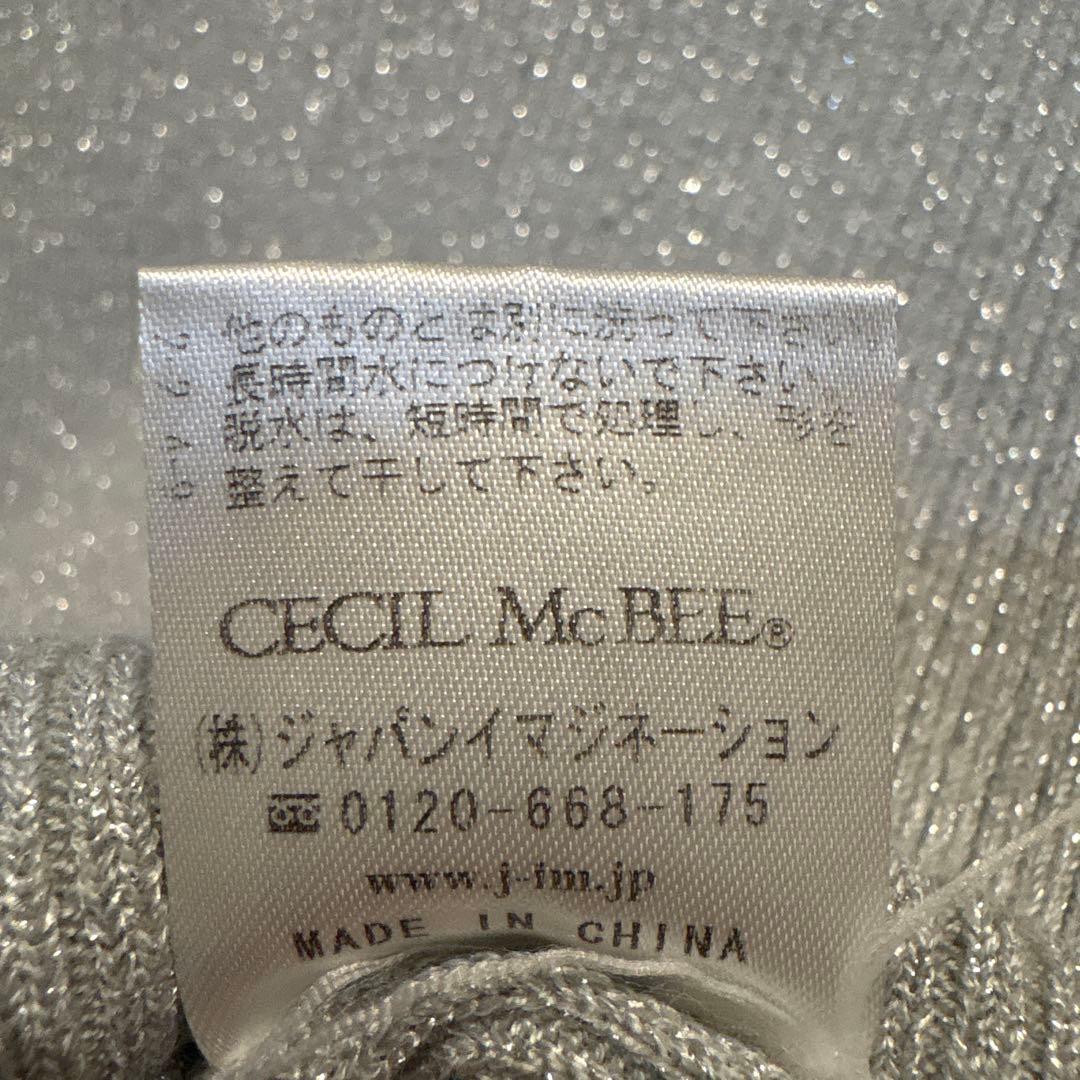 他のものとは別に洗って下さい
長時間水につけないで下さい
脱水は、短時間で処理し、形を
整えて干して下さい。
CECIL McBEE®
(株)ジャパンイマジネーション
0120-668-175
www.j-im.jp
MADE IN CHINA